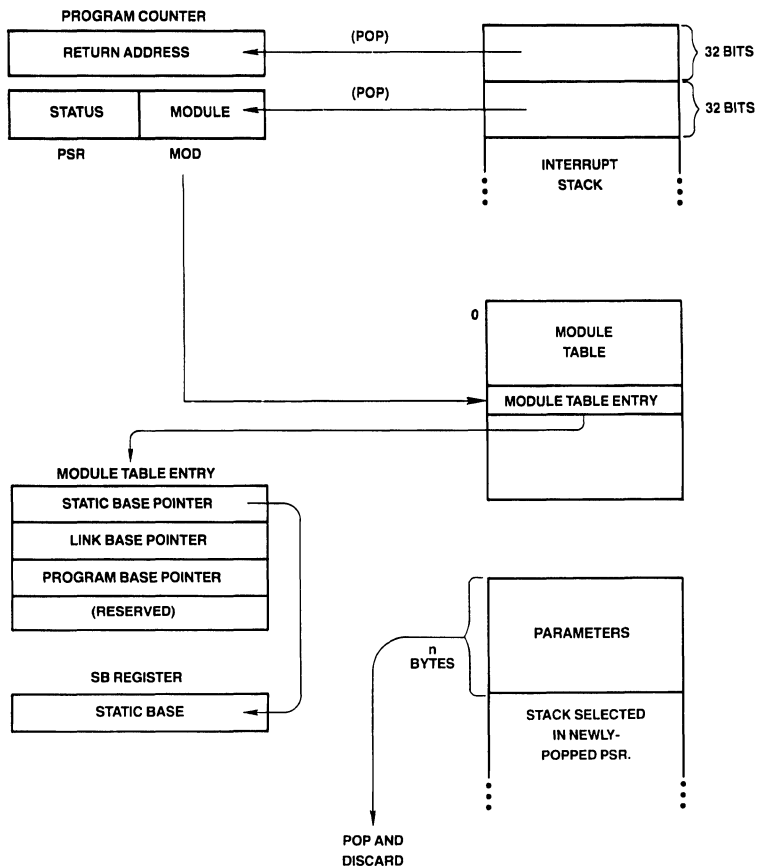 PROGRAM COUNTER
RETURN ADDRESS
(POP)
32 BITS
STATUS
MODULE
(POP)
32 BITS
PSR
MOD
INTERRUPT
STACK
0
MODULE
TABLE
MODULE TABLE ENTRY
MODULE TABLE ENTRY
STATIC BASE POINTER
LINK BASE POINTER
PROGRAM BASE POINTER
(RESERVED)
SB REGISTER
STATIC BASE
n
BYTES
PARAMETERS
STACK SELECTED
IN NEWLY-
POPPED PSR.
POP AND
DISCARD